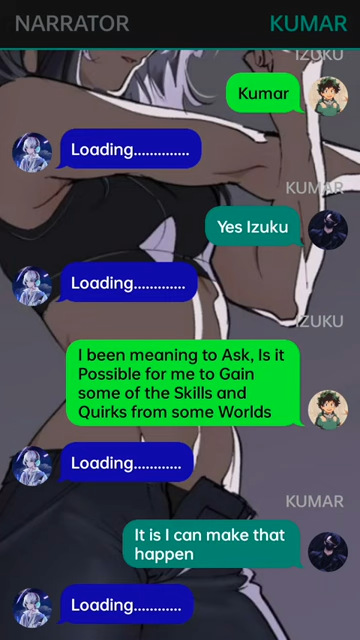 NARRATOR
KUMAR
IZUKU
Kumar
Loading..............
KUMAR
Yes Izuku
Loading.............
IZUKU
I been meaning to Ask, Is it
Possible for me to Gain
some of the Skills and
Quirks from some Worlds
Loading............
KUMAR
It is I can make that
happen
Loading............